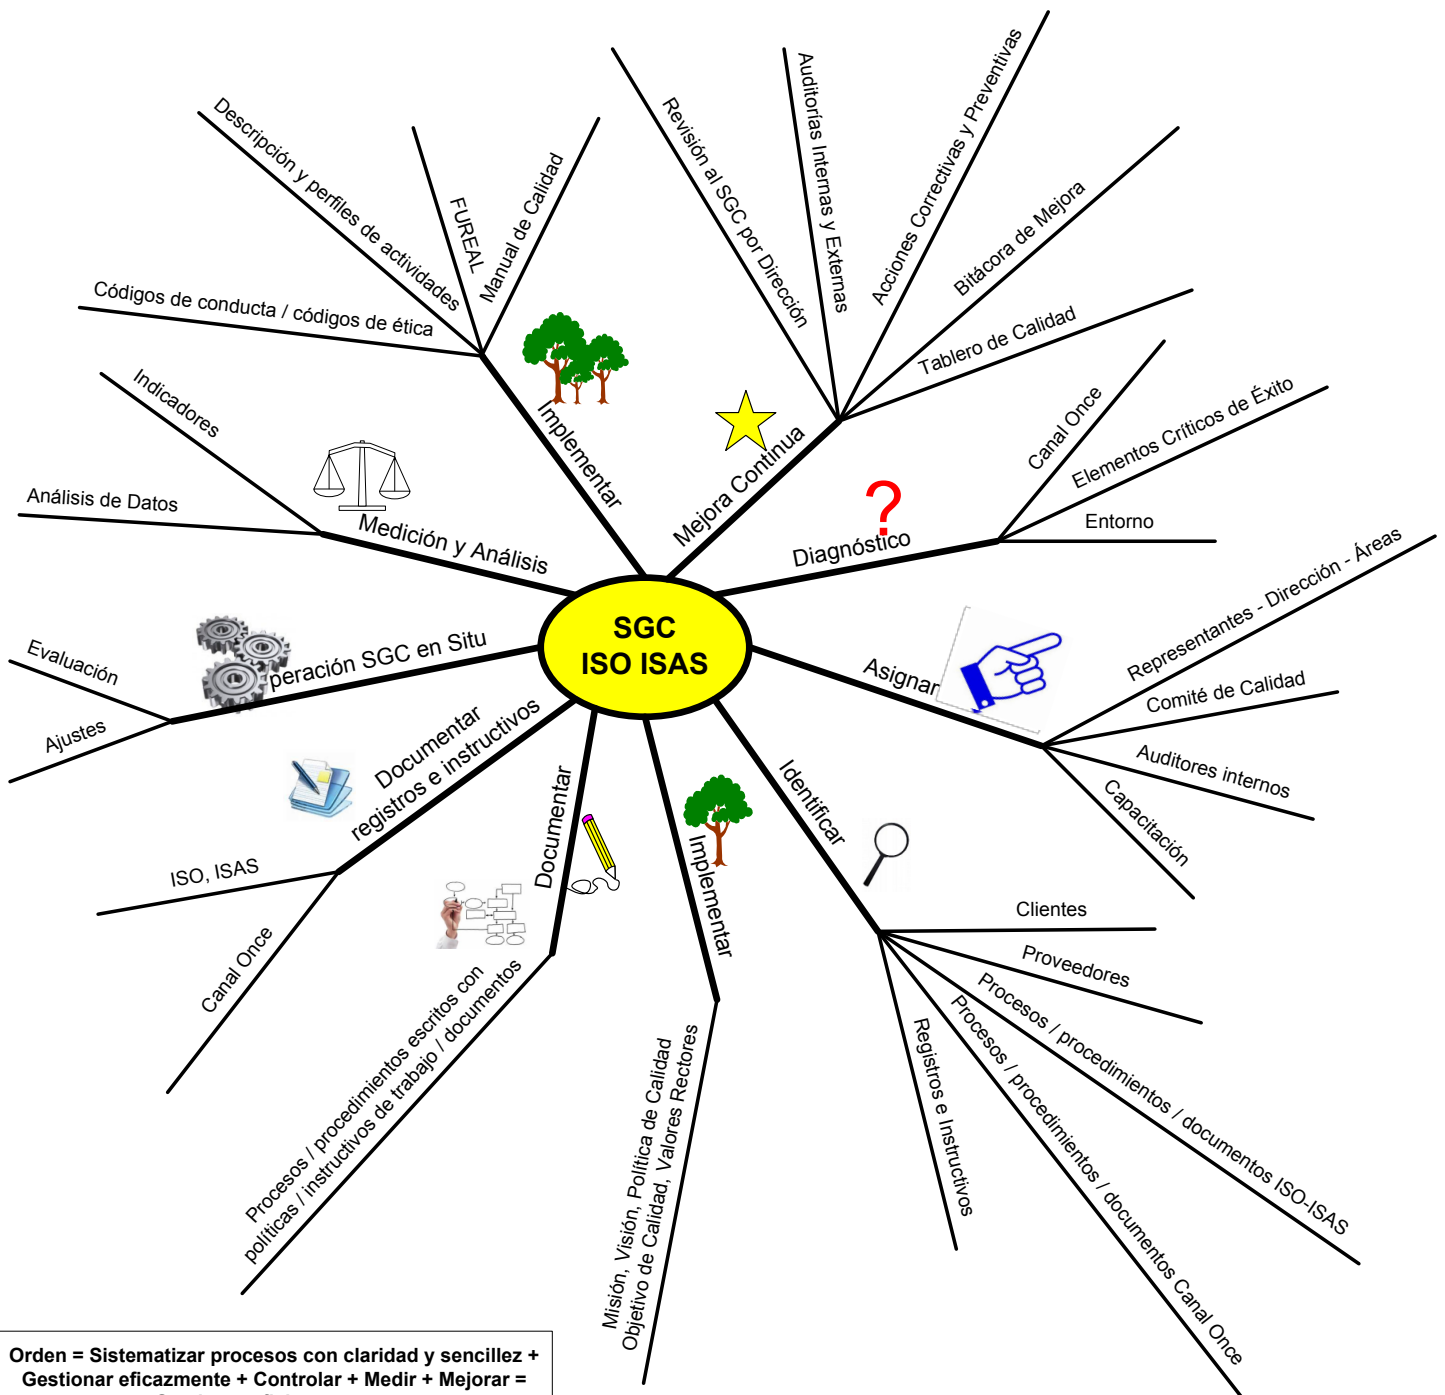 SGC
ISO ISAS
Mejora Continua
Revisión al SGC por Dirección
Auditorías Internas y Externas
Acciones Correctivas y Preventivas
Bitácora de Mejora
Tablero de Calidad
?
Diagnóstico
Canal Once
Elementos Críticos de Éxito
Entorno
Asignar
Representantes - Dirección - Áreas
Comité de Calidad
Auditores internos
Capacitación
Identificar
Clientes
Proveedores
Procesos / procedimientos / documentos ISO-ISAS
Procesos / procedimientos / documentos Canal Once
Registros e Instructivos
Implementar
Misión, Visión, Política de Calidad
Objetivo de Calidad, Valores Rectores
Documentar
Procesos / procedimientos escritos con
políticas / instructivos de trabajo / documentos
Documentar
registros e instructivos
ISO, ISAS
Canal Once
peración SGC en Situ
Evaluación
Ajustes
Medición y Análisis
Indicadores
Análisis de Datos
Implementar
Códigos de conducta / códigos de ética
Descripción y perfiles de actividades
FUREAL
Manual de Calidad
Orden = Sistematizar procesos con claridad y sencillez +
Gestionar eficazmente + Controlar + Medir + Mejorar =